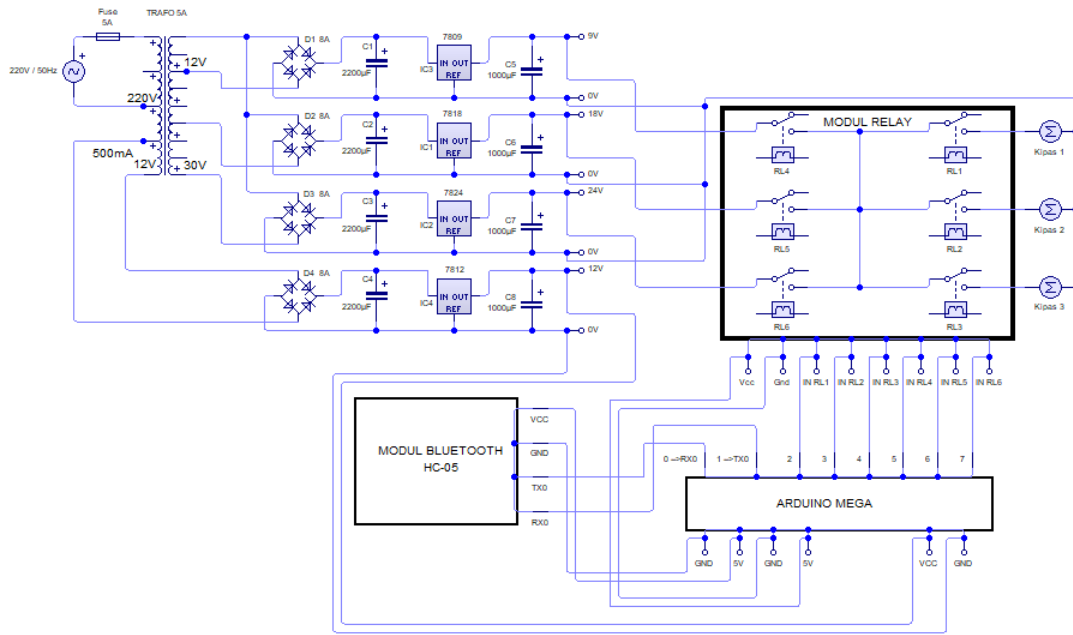 Fuse
5A
TRAFO 5A
220V / 50Hz
12V
220V
500mA
12V
30V
D1 8A
C1
2200µF
7809
IC3
IN OUT
REF
C5
1000µF
9V
0V
D2 8A
C2
2200µF
7818
IC1
IN OUT
REF
C6
1000µF
18V
0V
D3 8A
C3
2200µF
7824
IC2
IN OUT
REF
C7
1000µF
24V
0V
D4 8A
C4
2200µF
7812
IC4
IN OUT
REF
C8
1000µF
12V
0V
MODUL RELAY
RL4
RL1
Kipas 1
RL5
RL2
Kipas 2
RL6
RL3
Kipas 3
Vcc
Gnd
IN RL1
IN RL2
IN RL3
IN RL4
IN RL5
IN RL6
MODUL BLUETOOTH
HC-05
VCC
GND
TX0
RX0
0 -->RX0
1 -->TX0
2
3
4
5
6
7
ARDUINO MEGA
GND
5V
GND
5V
VCC
GND